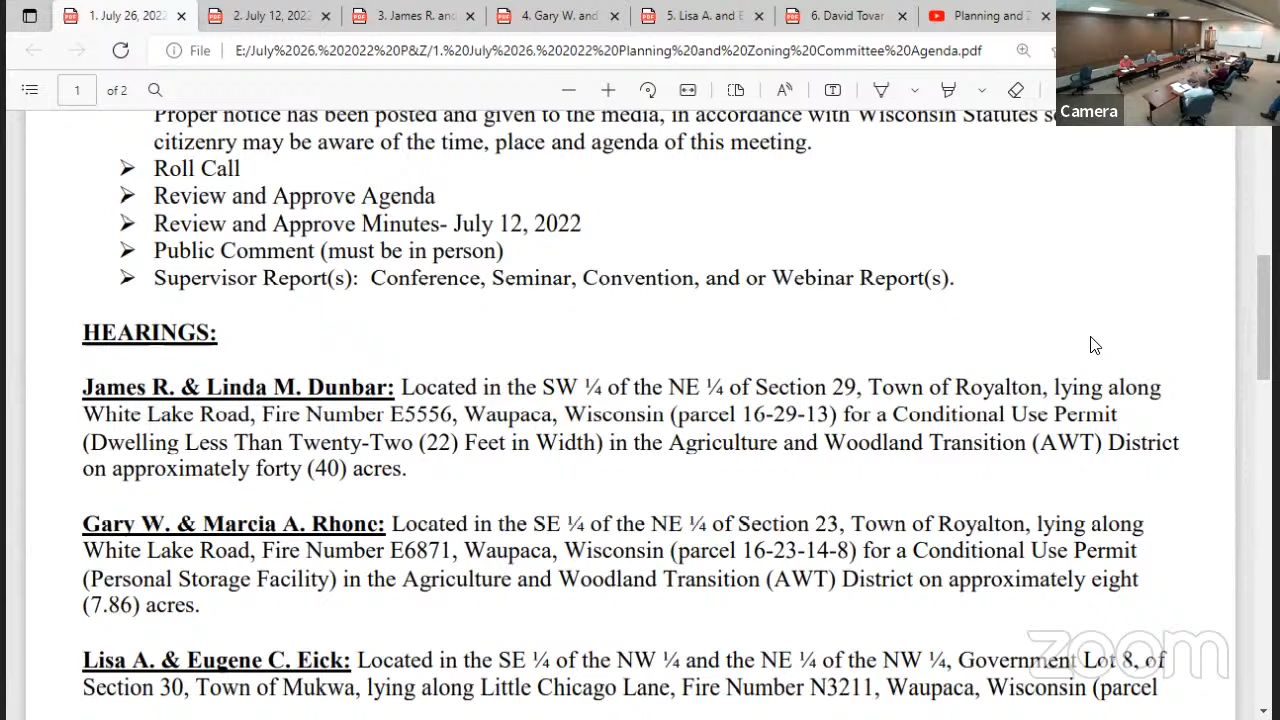 1. July 26, 2022
2. July 12, 2022
3. James R. and
4. Gary W. and
5. Lisa A. and E
6. David Tovar
Planning and Z
File
E:/July%2026.%202022%20P&Z/1.%20July%2026.%202022%20Planning%20and%20Zoning%20Committee%20Agenda.pdf
1
of 2
Camera
Proper notice has been posted and given to the media, in accordance with Wisconsin Statutes s
citizenry may be aware of the time, place and agenda of this meeting.
➢ Roll Call
➢ Review and Approve Agenda
➢ Review and Approve Minutes- July 12, 2022
➢ Public Comment (must be in person)
➢ Supervisor Report(s): Conference, Seminar, Convention, and or Webinar Report(s).
HEARINGS:
James R. & Linda M. Dunbar: Located in the SW ¼ of the NE ¼ of Section 29, Town of Royalton, lying along
White Lake Road, Fire Number E5556, Waupaca, Wisconsin (parcel 16-29-13) for a Conditional Use Permit
(Dwelling Less Than Twenty-Two (22) Feet in Width) in the Agriculture and Woodland Transition (AWT) District
on approximately forty (40) acres.
Gary W. & Marcia A. Rhone: Located in the SE ¼ of the NE ¼ of Section 23, Town of Royalton, lying along
White Lake Road, Fire Number E6871, Waupaca, Wisconsin (parcel 16-23-14-8) for a Conditional Use Permit
(Personal Storage Facility) in the Agriculture and Woodland Transition (AWT) District on approximately eight
(7.86) acres.
Lisa A. & Eugene C. Eick: Located in the SE ¼ of the NW ¼ and the NE ¼ of the NW ¼, Government Lot 8, of
Section 30, Town of Mukwa, lying along Little Chicago Lane, Fire Number N3211, Waupaca, Wisconsin (parcel
zoom